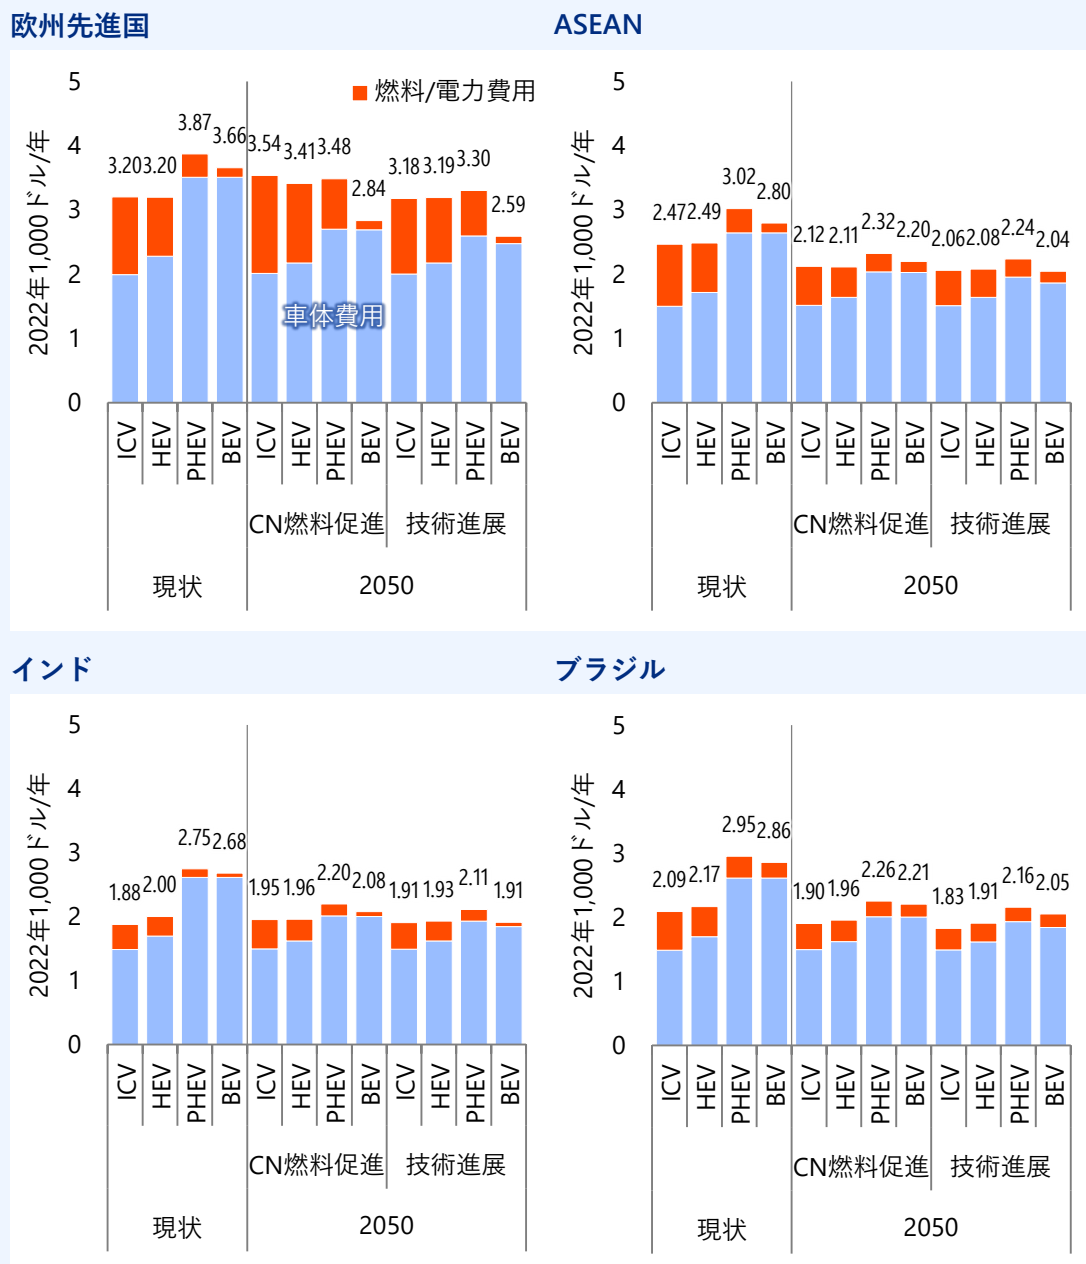 欧州先進国
ASEAN
燃料/電力費用
2022年1,000ドル/年
5
4
3
2
1
0
3.20 3.20 3.87 3.66 3.54 3.41 3.48 2.84 3.18 3.19 3.30 2.59
車体費用
ICV HEV PHEV BEV ICV HEV PHEV BEV ICV HEV PHEV BEV
CN燃料促進 技術進展
現状 2050
2022年1,000ドル/年
5
4
3
2
1
0
2.47 2.49 3.02 2.80 2.12 2.11 2.32 2.20 2.06 2.08 2.24 2.04
ICV HEV PHEV BEV ICV HEV PHEV BEV ICV HEV PHEV BEV
CN燃料促進 技術進展
現状 2050
インド
ブラジル
2022年1,000ドル/年
5
4
3
2
1
0
1.88 2.00 2.75 2.68 1.95 1.96 2.20 2.08 1.91 1.93 2.11 1.91
ICV HEV PHEV BEV ICV HEV PHEV BEV ICV HEV PHEV BEV
CN燃料促進 技術進展
現状 2050
2022年1,000ドル/年
5
4
3
2
1
0
2.09 2.17 2.95 2.86 1.90 1.96 2.26 2.21 1.83 1.91 2.16 2.05
ICV HEV PHEV BEV ICV HEV PHEV BEV ICV HEV PHEV BEV
CN燃料促進 技術進展
現状 2050